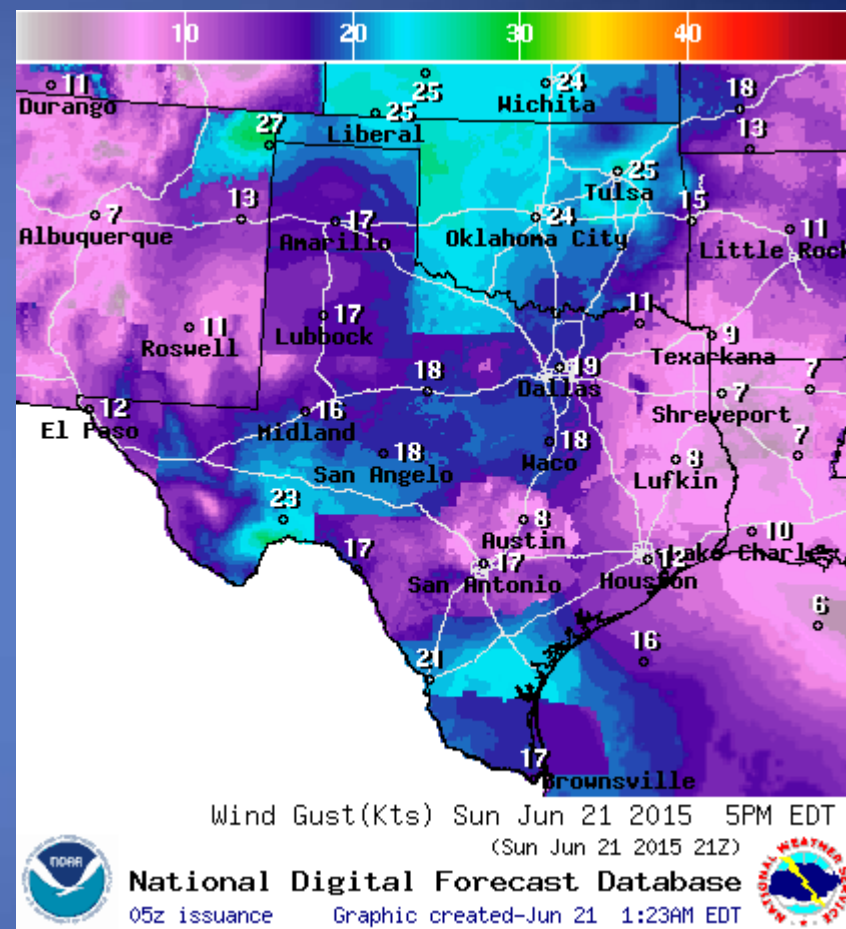 10 20 30 40
11 Durango
25
24 Wichita
25 Liberal
18
13
27
25 Tulsa
7 Albuquerque
13
17 Amarillo
24 Oklahoma City
15
11 Little Rock
11 Roswell
17 Lubbock
11
9 Texarkana
12 El Paso
16 Midland
18
19 Dallas
7 Shreveport
7
18 San Angelo
18 Waco
8 Lufkin
7
23
8 Austin
10 Lake Charles
17
17 San Antonio
12 Houston
6
21
16
17 Brownsville
Wind Gust(Kts) Sun Jun 21 2015 5PM EDT
(Sun Jun 21 2015 21Z)
NOAA
National Digital Forecast Database
05z issuance Graphic created-Jun 21 1:23AM EDT
NATIONAL WEATHER SERVICE